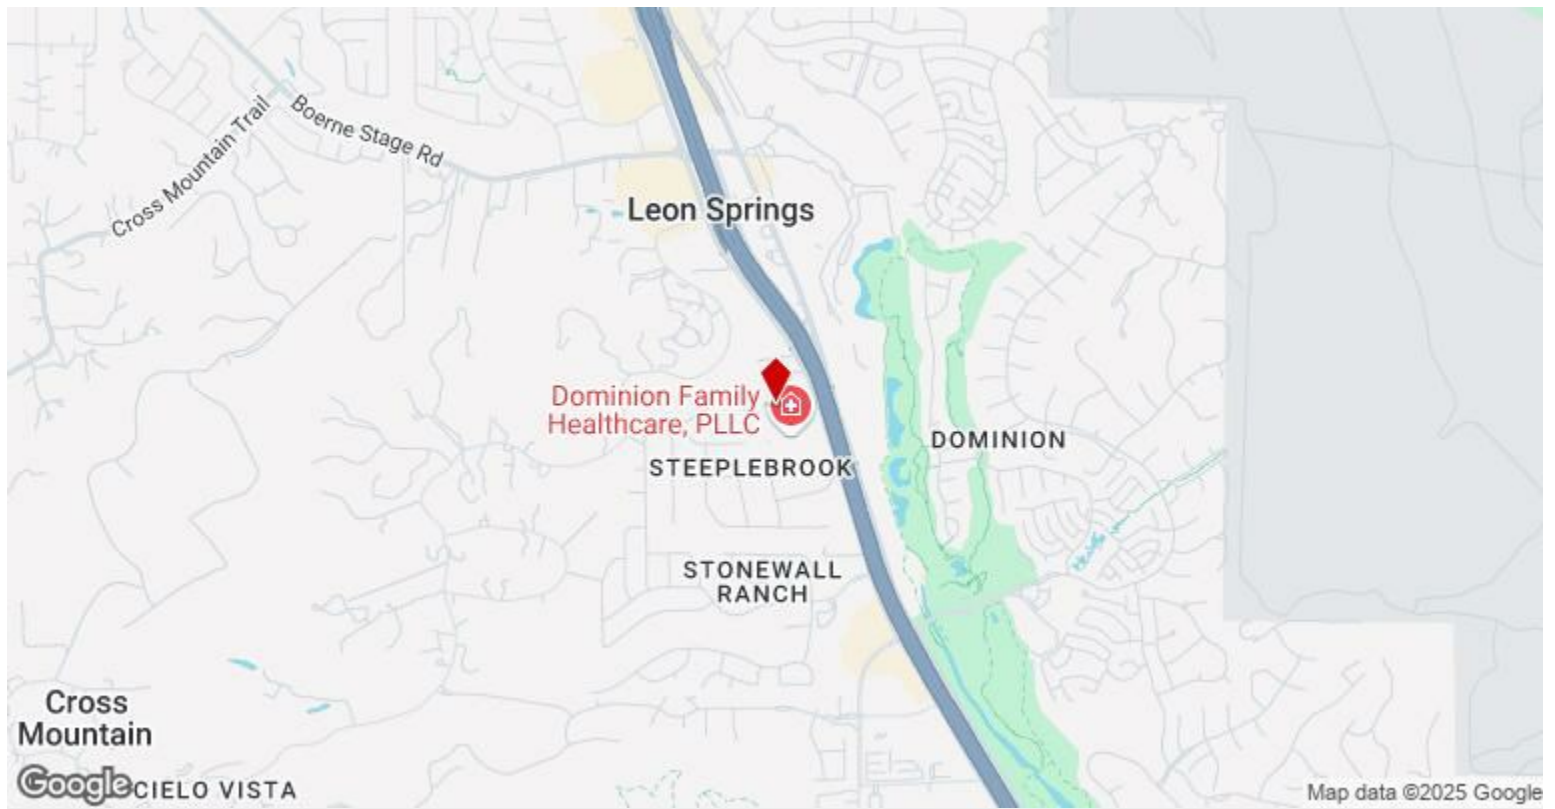 Cross Mountain Trail
Boerne Stage Rd
Leon Springs
Dominion Family
Healthcare, PLLC
DOMINION
STEEPLEBROOK
STONEWALL
RANCH
Cross
Mountain
Google
CIELO VISTA
Map data ©2025 Google